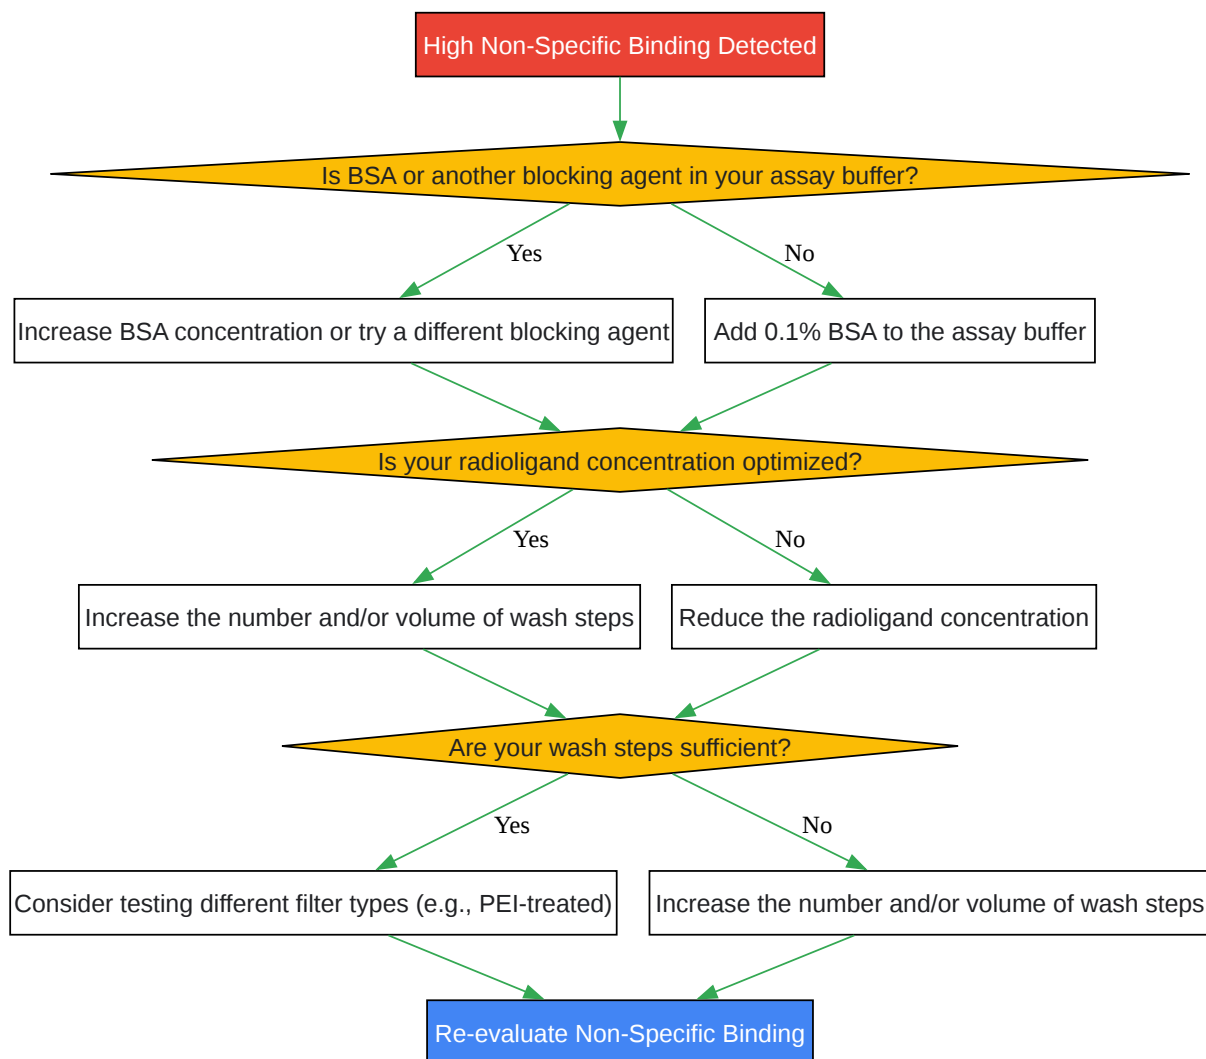 High Non-Specific Binding Detected
Is BSA or another blocking agent in your assay buffer?
Yes
No
Increase BSA concentration or try a different blocking agent
Add 0.1% BSA to the assay buffer
Is your radioligand concentration optimized?
Yes
No
Increase the number and/or volume of wash steps
Reduce the radioligand concentration
Are your wash steps sufficient?
Yes
No
Consider testing different filter types (e.g., PEI-treated)
Increase the number and/or volume of wash steps
Re-evaluate Non-Specific Binding